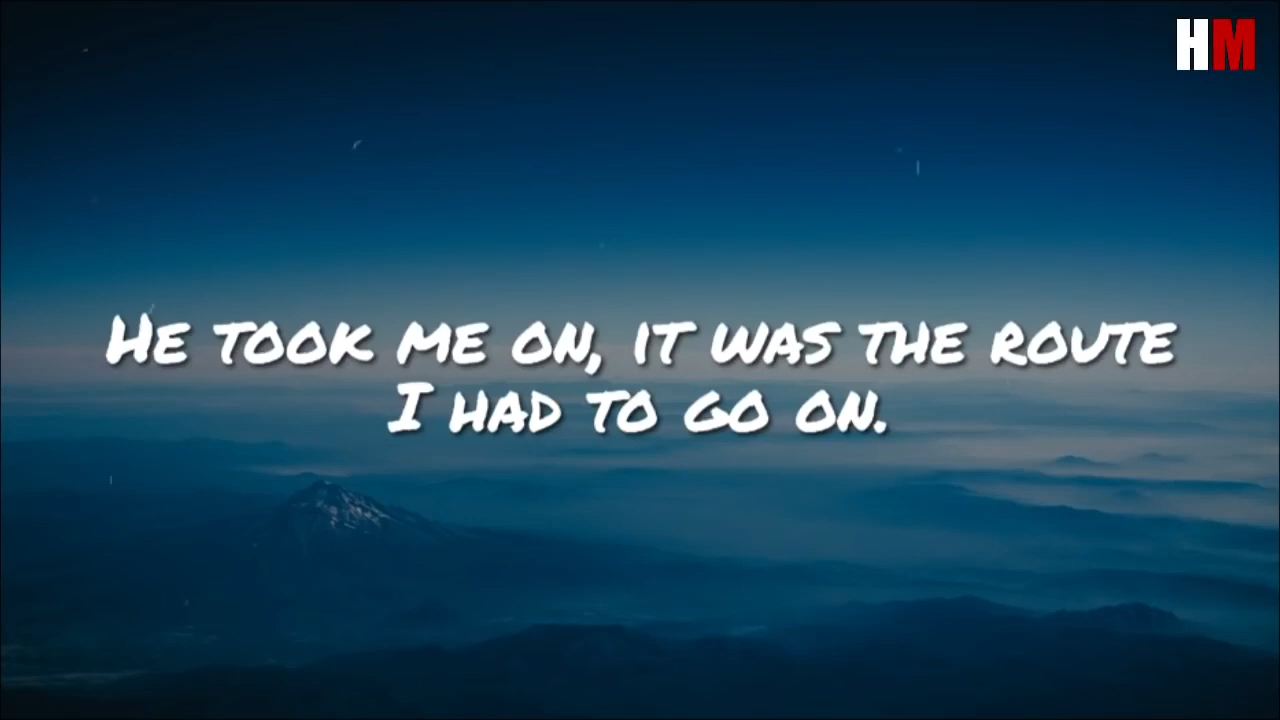 HM
HE TOOK ME ON, IT WAS THE ROUTE
I HAD TO GO ON.